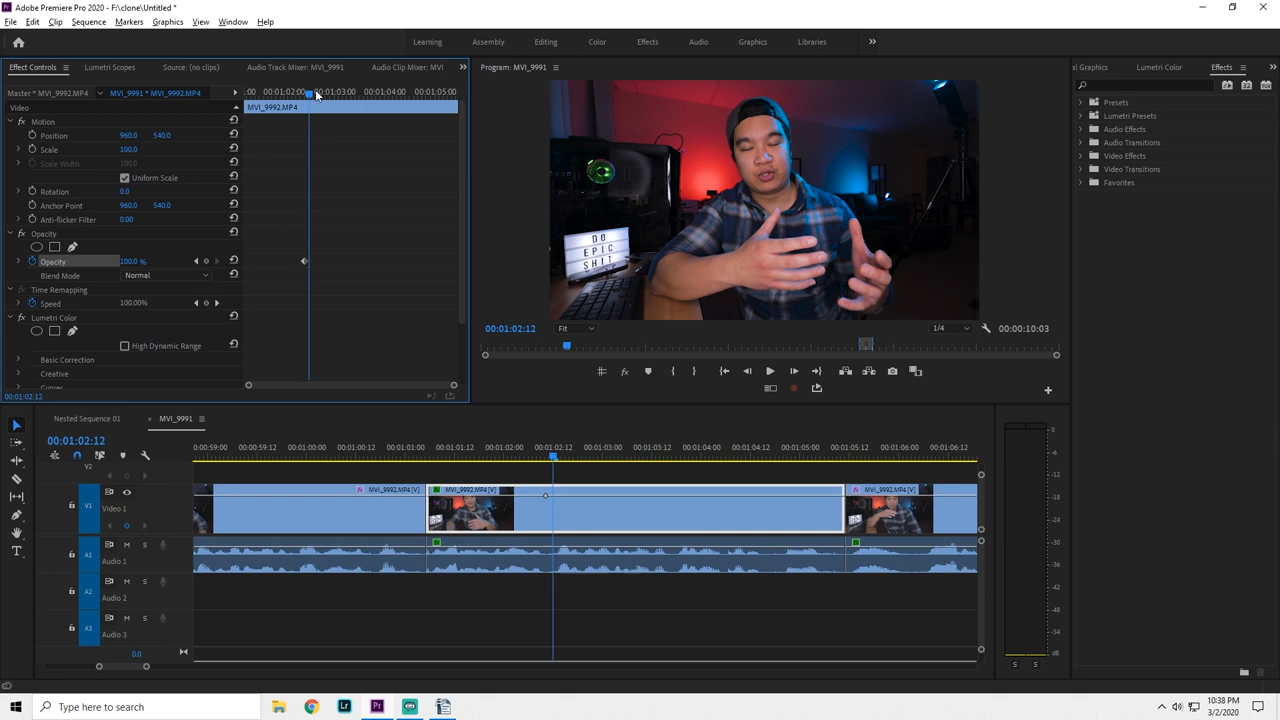 Adobe Premiere Pro 2020 - F:\clone\Untitled *
File Edit Clip Sequence Markers Graphics View Window Help
Learning Assembly Editing Color Effects Audio Graphics Libraries
Effect Controls Lumetri Scopes Source: (no clips) Audio Track Mixer: MVI_9991 Audio Clip Mixer: MVI
Master * MVI_9992.MP4 MVI_9991 * MVI_9992.MP4
:00 00:01:02:00 00:01:03:00 00:01:04:00 00:01:05:00
Video
MVI_9992.MP4
fx Motion
Position 960.0 540.0
Scale 100.0
Scale Width 100.0
Uniform Scale
Rotation 0.0
Anchor Point 960.0 540.0
Anti-flicker Filter 0.00
fx Opacity
Opacity 100.0 %
Blend Mode Normal
fx Time Remapping
Speed 100.00%
fx Lumetri Color
High Dynamic Range
Basic Correction
Creative
Curves
00:01:02:12
Program: MVI_9991
DO
EPIC
SHIT
00:01:02:12 Fit 1/4 00:00:10:03
al Graphics Lumetri Color Effects
Presets
Lumetri Presets
Audio Effects
Audio Transitions
Video Effects
Video Transitions
Favorites
Nested Sequence 01 × MVI_9991
00:01:02:12
0:00:59:00 00:00:59:12 00:01:00:00 00:01:00:12 00:01:01:00 00:01:01:12 00:01:02:00 00:01:02:12 00:01:03:00 00:01:03:12 00:01:04:00 00:01:04:12 00:01:05:00 00:01:05:12 00:01:06:00 00:01:06:12
V2
V1 Video 1
fx MVI_9992.MP4 [V] fx MVI_9992.MP4 [V] fx MVI_9992.MP4 [V]
A1 M S
Audio 1
A2 M S
Audio 2
A3 M S
Audio 3
0.0
0
-6
-12
-18
-24
-30
-36
-42
-48
-54
dB
S S
Type here to search
10:38 PM
3/2/2020